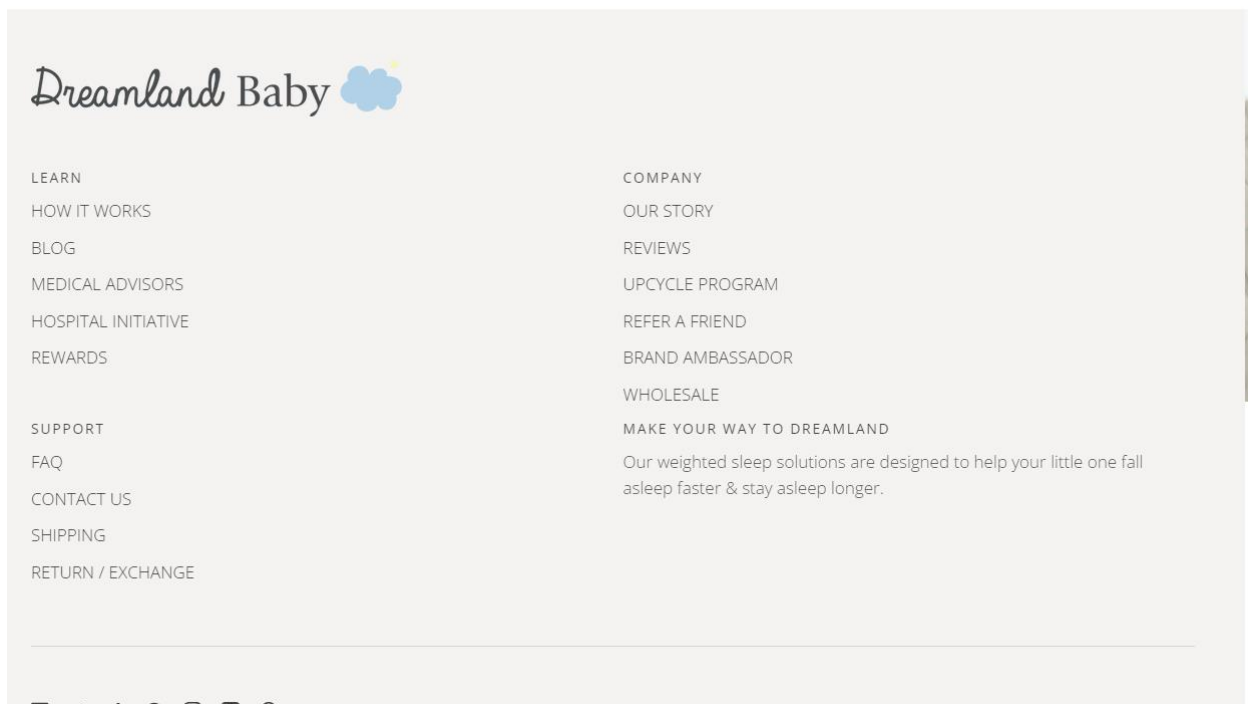 Dreamland Baby
LEARN
HOW IT WORKS
BLOG
MEDICAL ADVISORS
HOSPITAL INITIATIVE
REWARDS
COMPANY
OUR STORY
REVIEWS
UPCYCLE PROGRAM
REFER A FRIEND
BRAND AMBASSADOR
WHOLESALE
SUPPORT
FAQ
CONTACT US
SHIPPING
RETURN / EXCHANGE
MAKE YOUR WAY TO DREAMLAND
Our weighted sleep solutions are designed to help your little one fall
asleep faster & stay asleep longer.